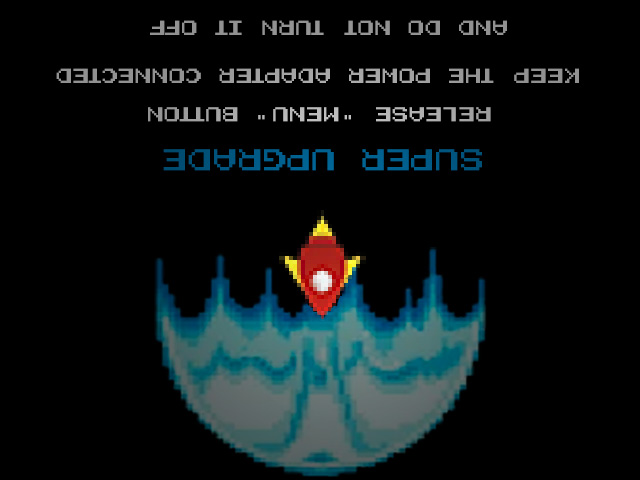 SUPER UPGRADE
RELEASE "MENU" BUTTON
KEEP THE POWER ADAPTER CONNECTED
AND DO NOT TURN IT OFF